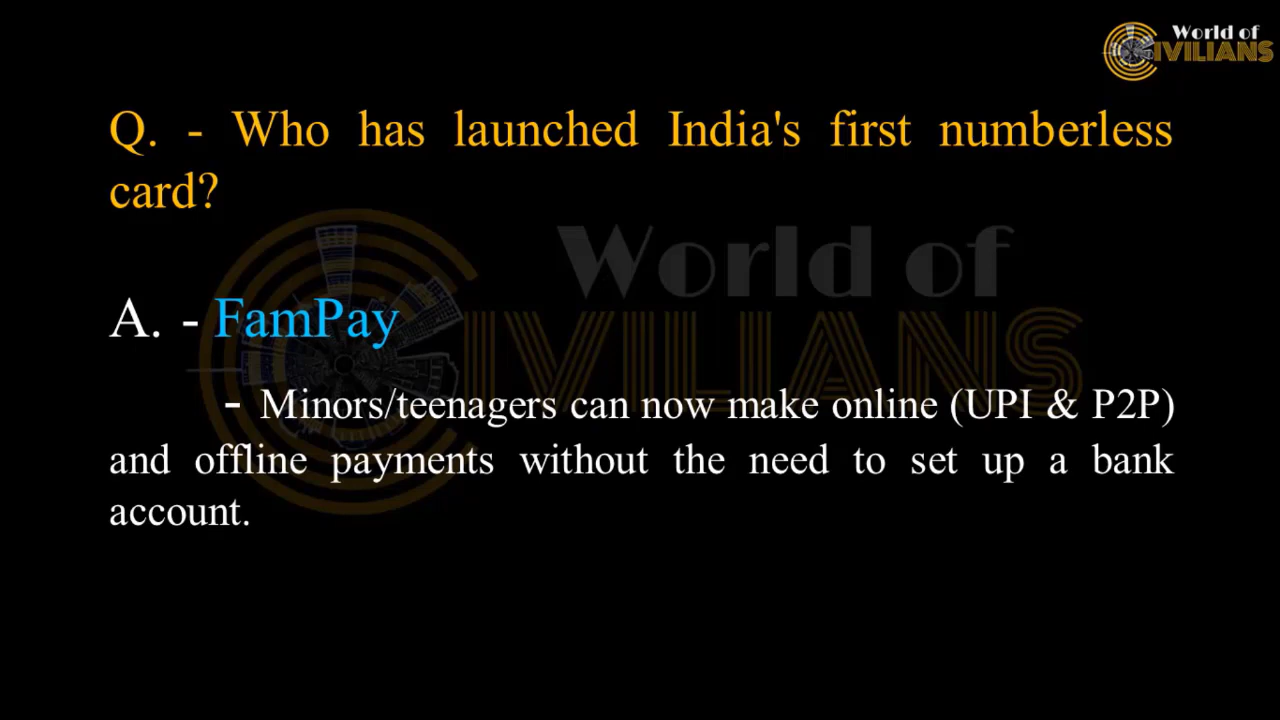 World of
CIVILIANS
Q. - Who has launched India's first numberless
card?
World of
CIVILIANS
A. - FamPay
- Minors/teenagers can now make online (UPI & P2P)
and offline payments without the need to set up a bank
account.